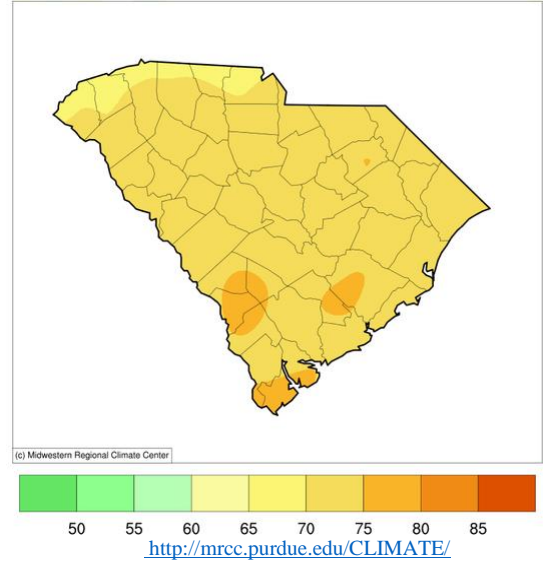 (c) Midwestern Regional Climate Center
50 55 60 65 70 75 80 85
http://mrcc.purdue.edu/CLIMATE/